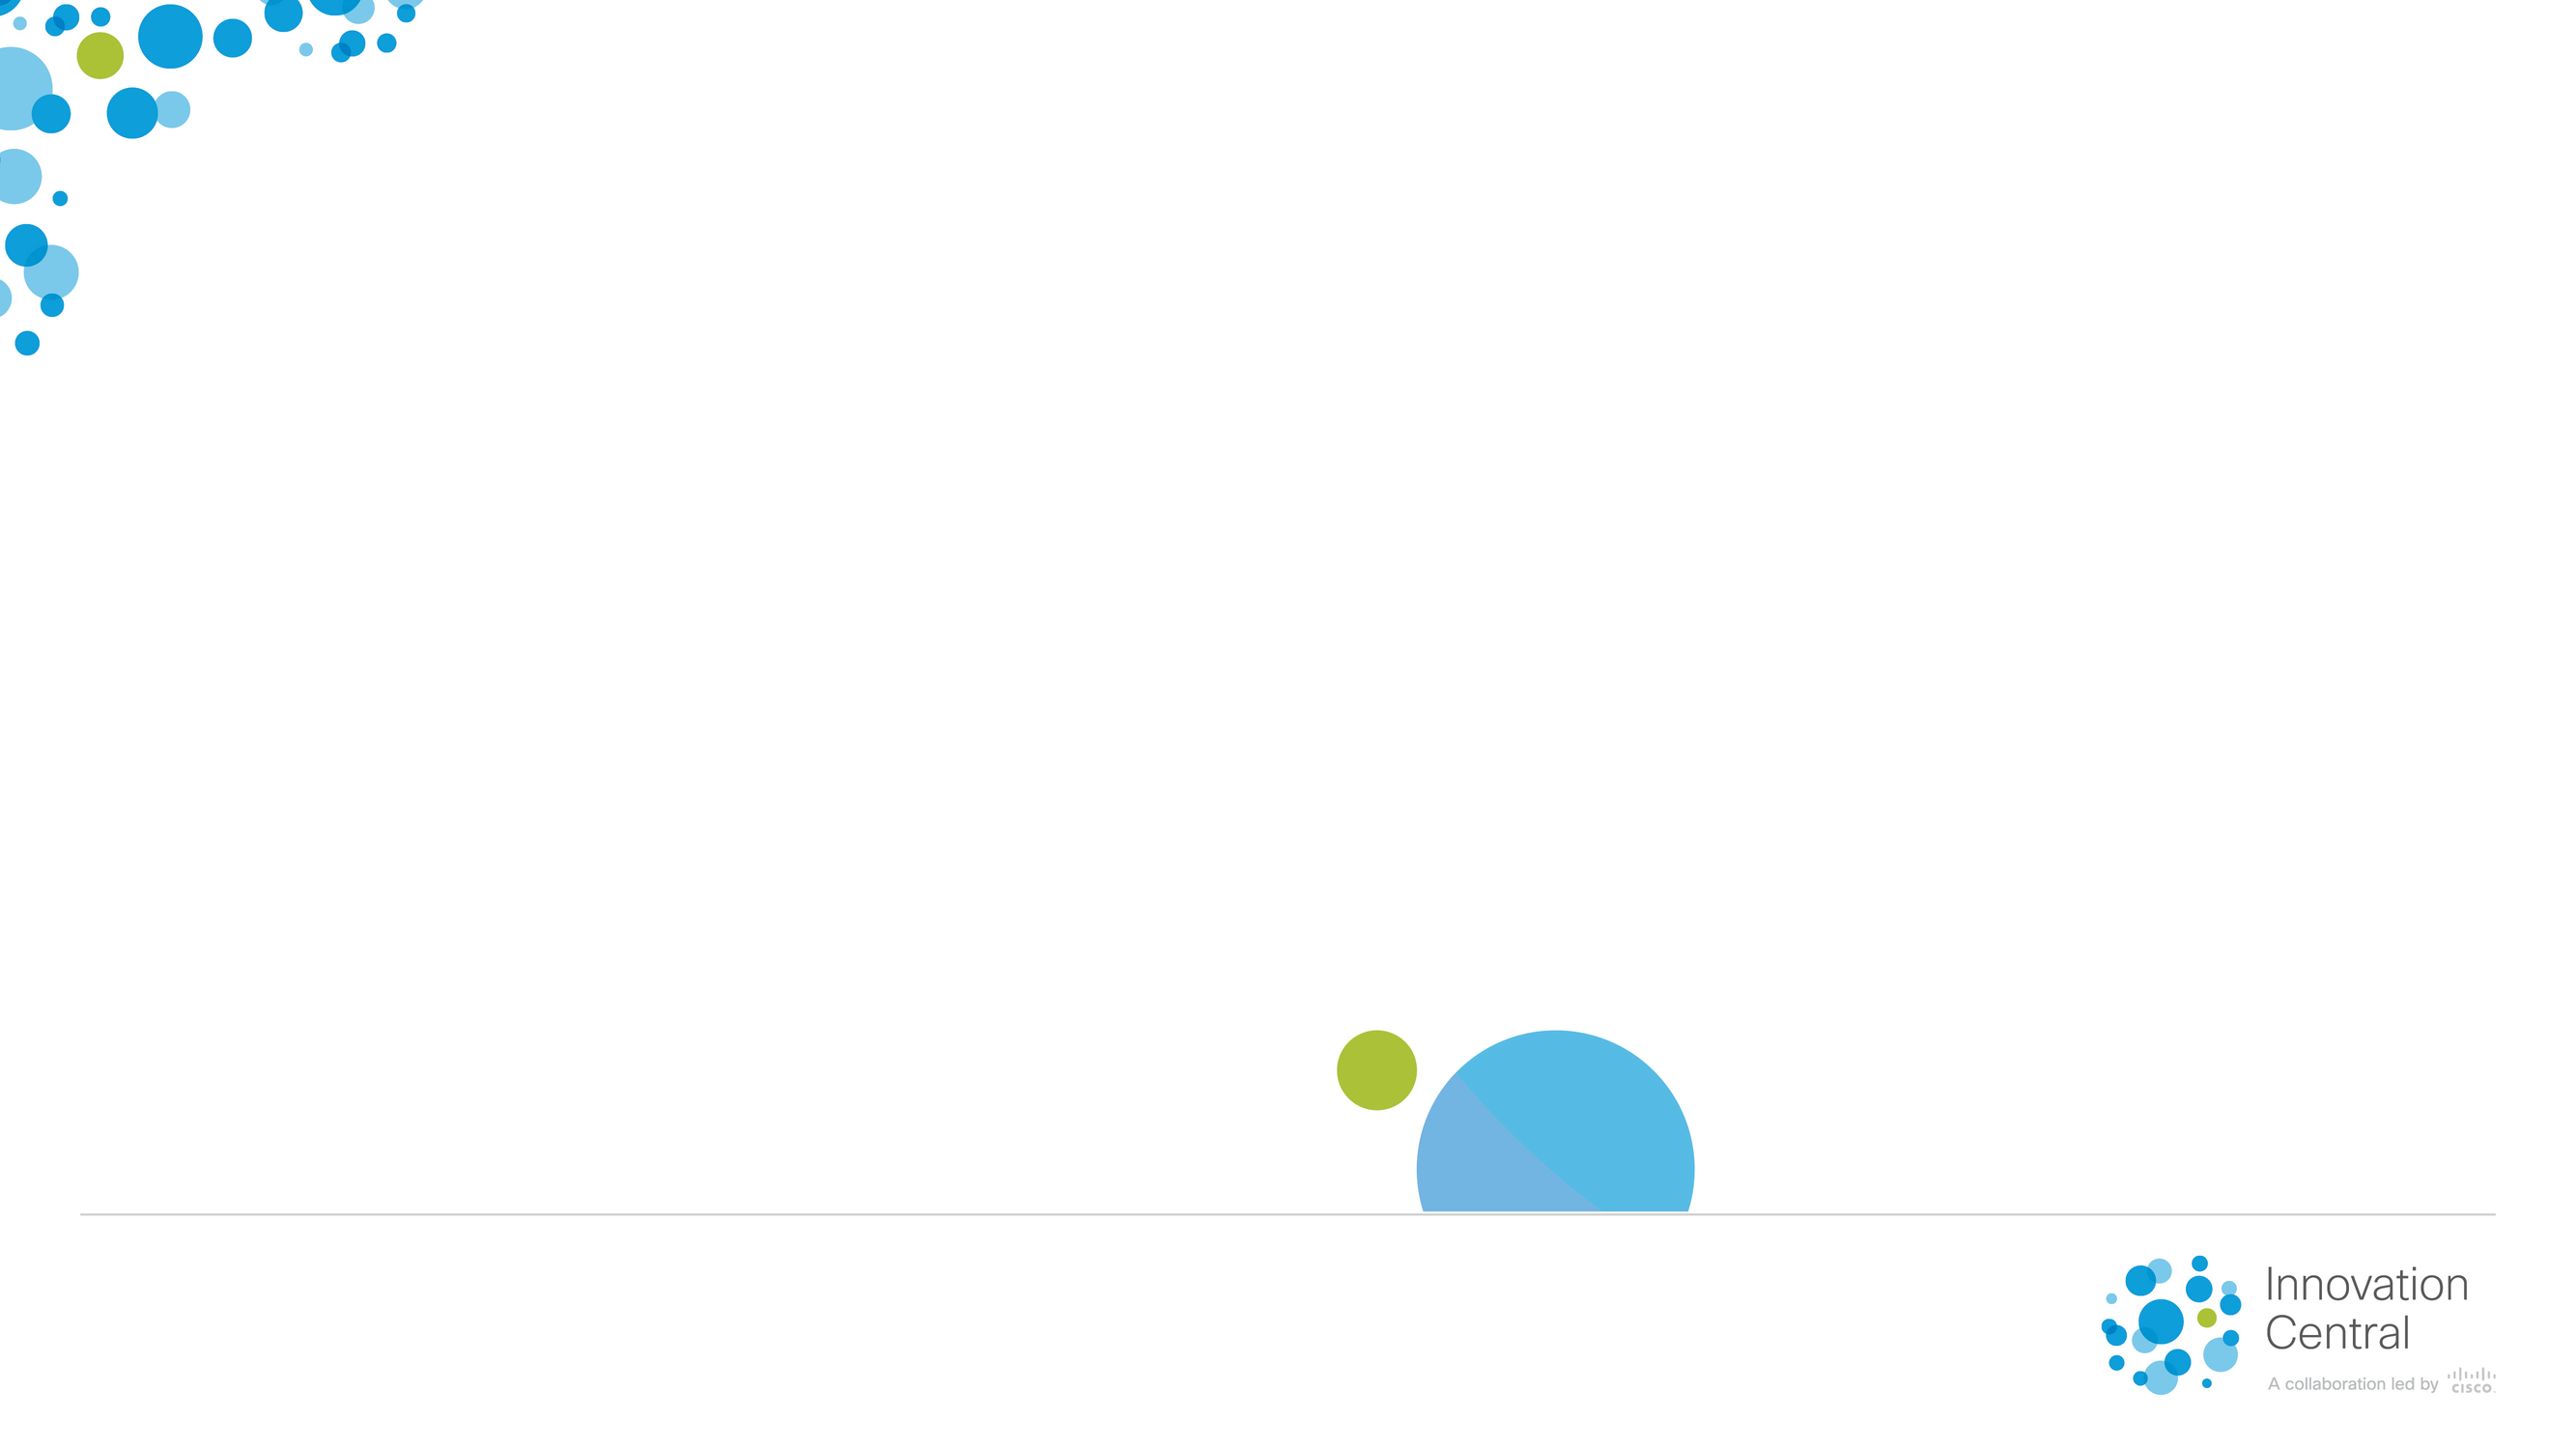 Innovation
Central
A collaboration led by CISCO